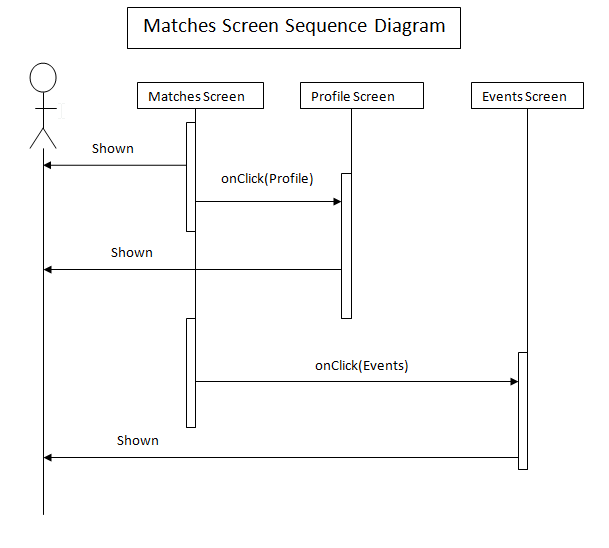 Matches Screen Sequence Diagram
Matches Screen
Profile Screen
Events Screen
Shown
onClick(Profile)
Shown
onClick(Events)
Shown